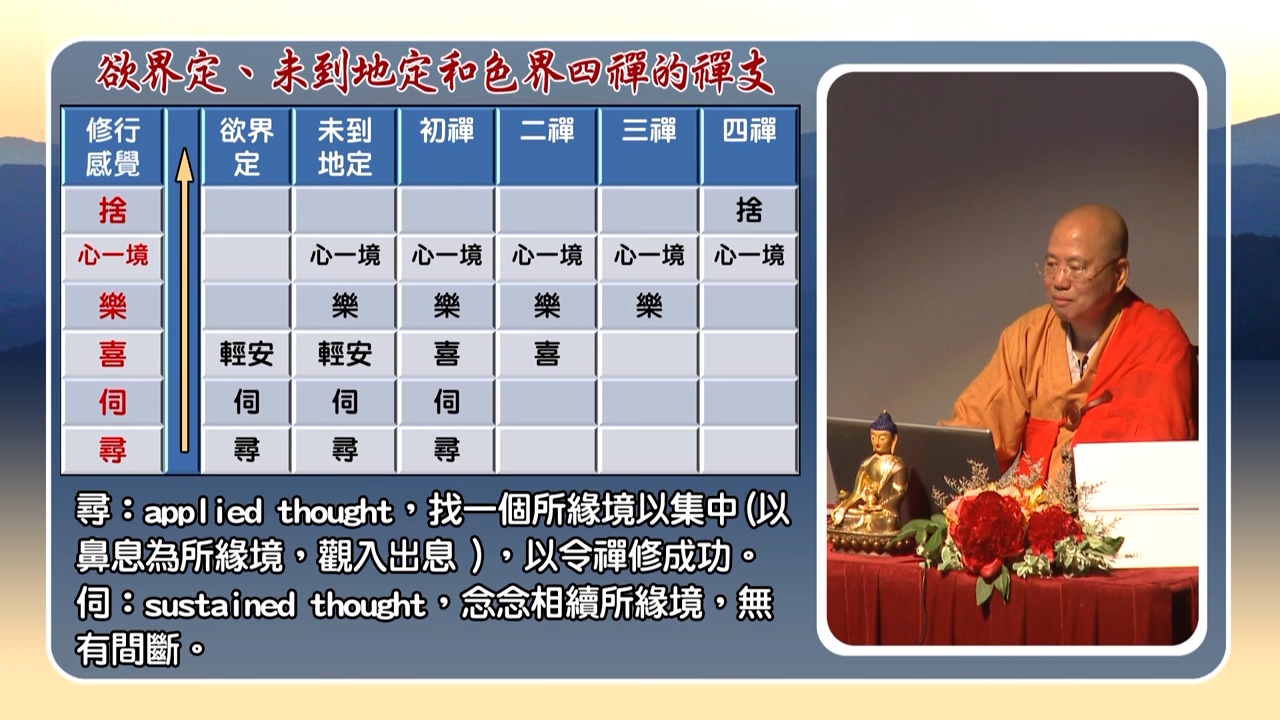 欲界定、未到地定和色界四禪的禪支
修行感覺 欲界定 未到地定 初禪 二禪 三禪 四禪
捨 捨
心一境 心一境 心一境 心一境 心一境 心一境
樂 樂 樂 樂 樂
喜 輕安 輕安 喜 喜
伺 伺 伺 伺
尋 尋 尋 尋
尋：applied thought，找一個所緣境以集中(以
鼻息為所緣境，觀入出息 )，以令禪修成功。
伺：sustained thought，念念相續所緣境，無
有間斷。